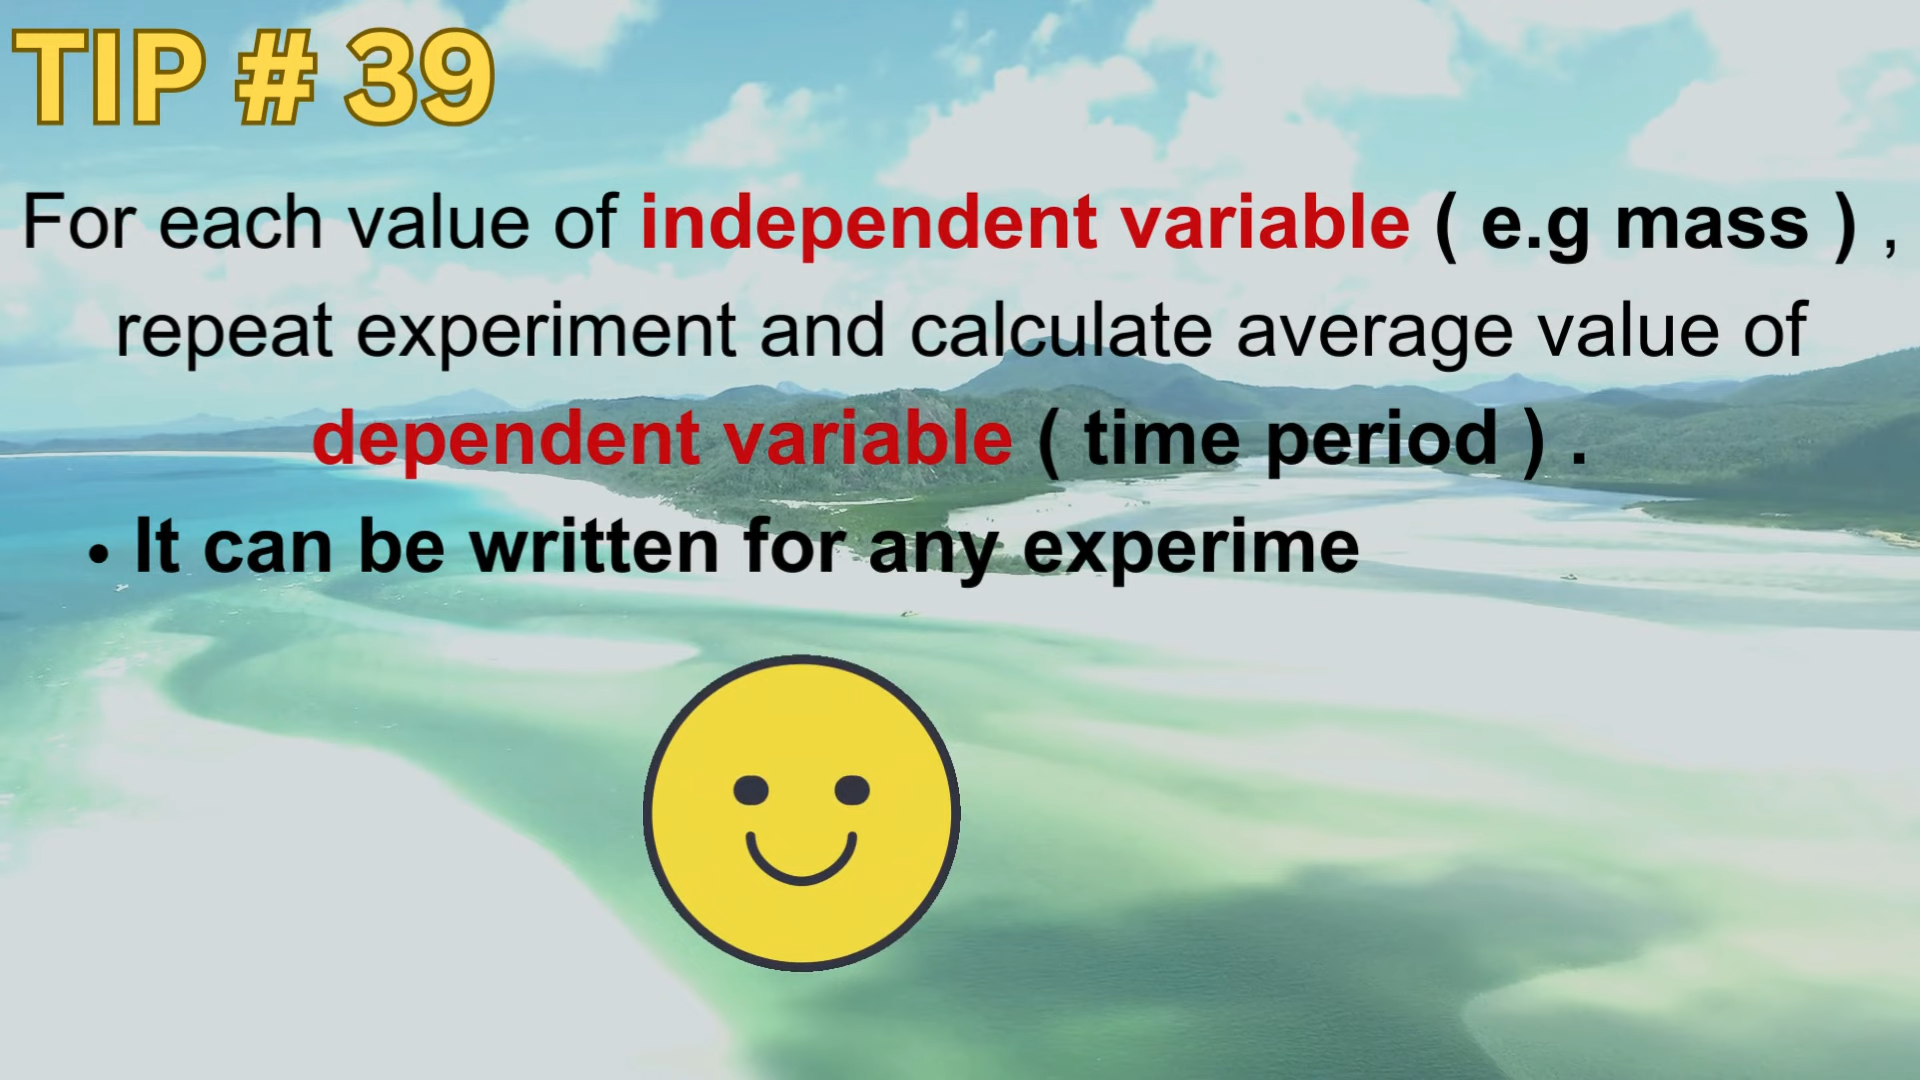 TIP # 39
For each value of independent variable ( e.g mass ) ,
repeat experiment and calculate average value of
dependent variable ( time period ) .
• It can be written for any experime